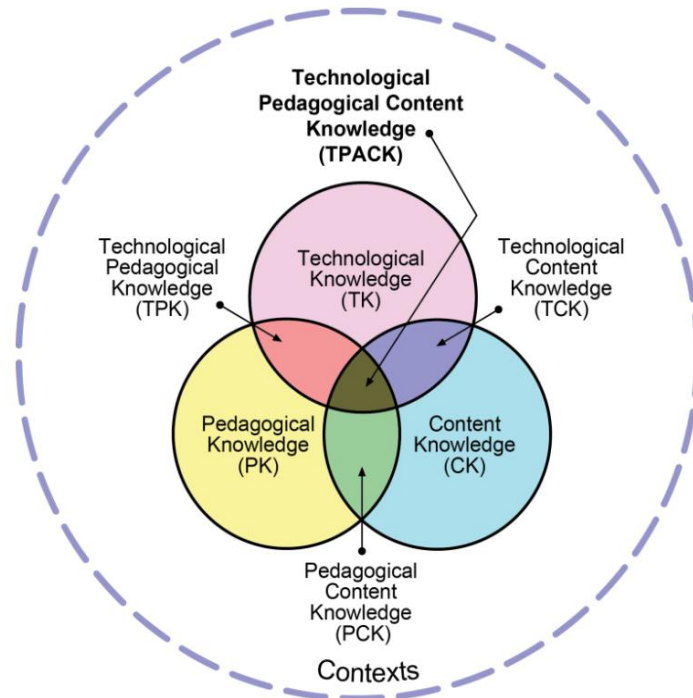 Technological
Pedagogical Content
Knowledge
(TPACK)
Technological
Pedagogical
Knowledge
(TPK)
Technological
Knowledge
(TK)
Technological
Content
Knowledge
(TCK)
Pedagogical
Knowledge
(PK)
Content
Knowledge
(CK)
Pedagogical
Content
Knowledge
(PCK)
Contexts